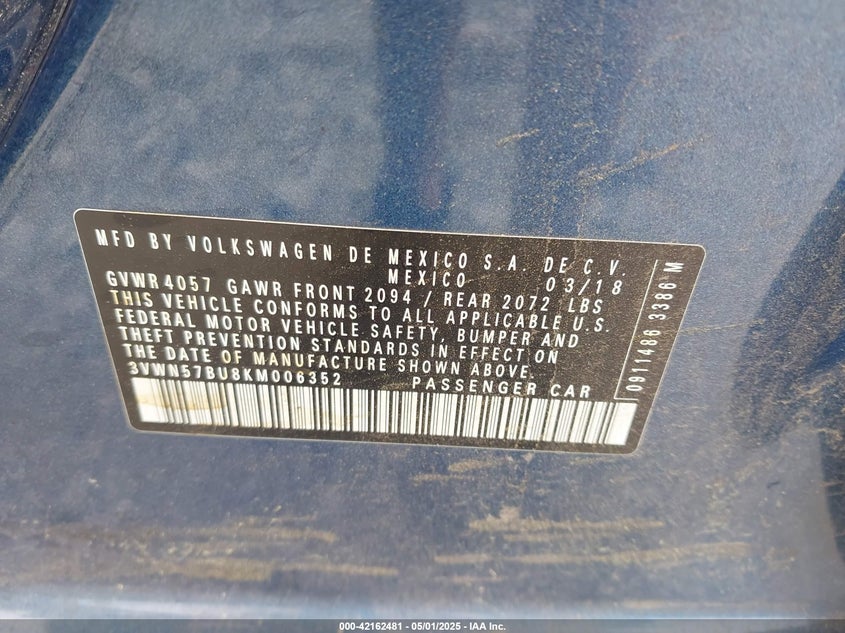 MFD BY VOLKSWAGEN DE MEXICO S.A. DE C.V.
MEXICO 03/18
GVWR 4057 GAWR FRONT 2094 / REAR 2072 LBS
THIS VEHICLE CONFORMS TO ALL APPLICABLE U.S.
FEDERAL MOTOR VEHICLE SAFETY, BUMPER AND
THEFT PREVENTION STANDARDS IN EFFECT ON
THE DATE OF MANUFACTURE SHOWN ABOVE.
3VWN57BU8KM006352 PASSENGER CAR
0911486 3386 M
000-42162481 - 05/01/2025 - IAA Inc.